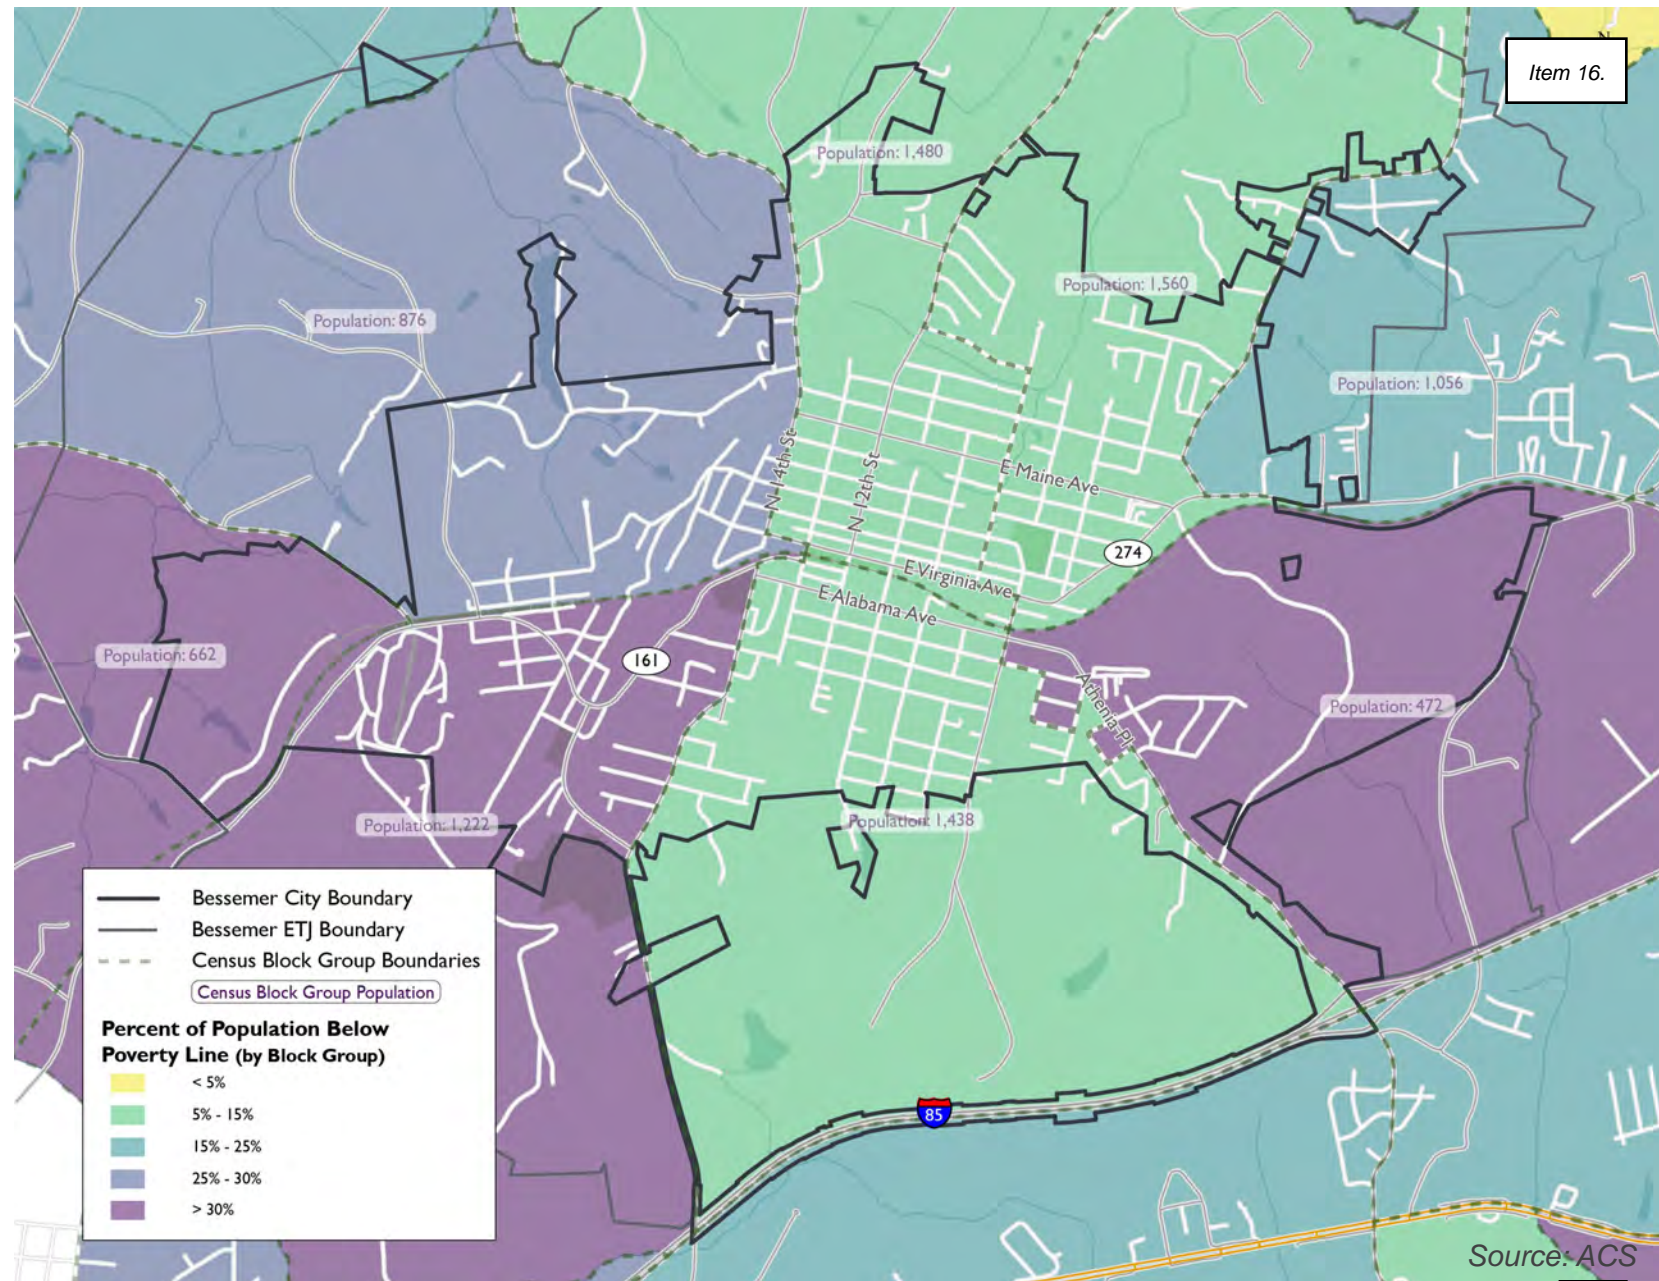 Item 16.
Population: 1,480
Population: 1,560
Population: 876
Population: 1,056
N 14th St
N 12th St
E Maine Ave
274
E Virginia Ave
E Alabama Ave
Population: 662
161
Athenia Pl
Population: 472
Population: 1,222
Population: 1,438
Bessemer City Boundary
Bessemer ETJ Boundary
Census Block Group Boundaries
Census Block Group Population
Percent of Population Below
Poverty Line (by Block Group)
< 5%
5% - 15%
15% - 25%
25% - 30%
> 30%
85
Source: ACS